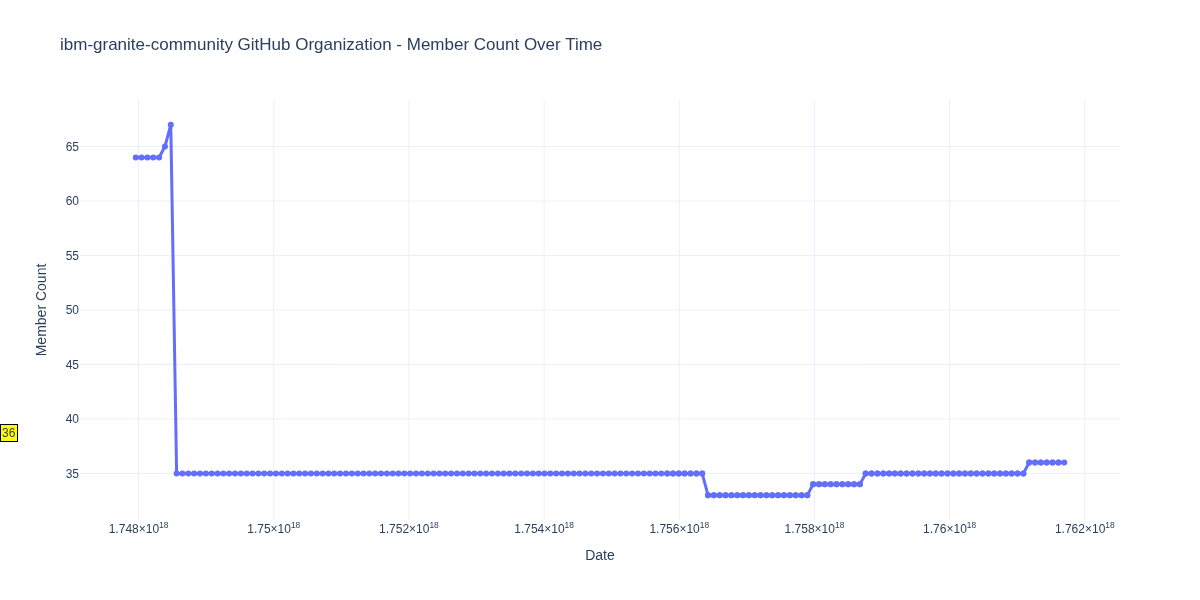 ibm-granite-community GitHub Organization - Member Count Over Time
65
60
55
50
45
40
35
Member Count
36
1.748×10¹⁸ 1.75×10¹⁸ 1.752×10¹⁸ 1.754×10¹⁸ 1.756×10¹⁸ 1.758×10¹⁸ 1.76×10¹⁸ 1.762×10¹⁸
Date